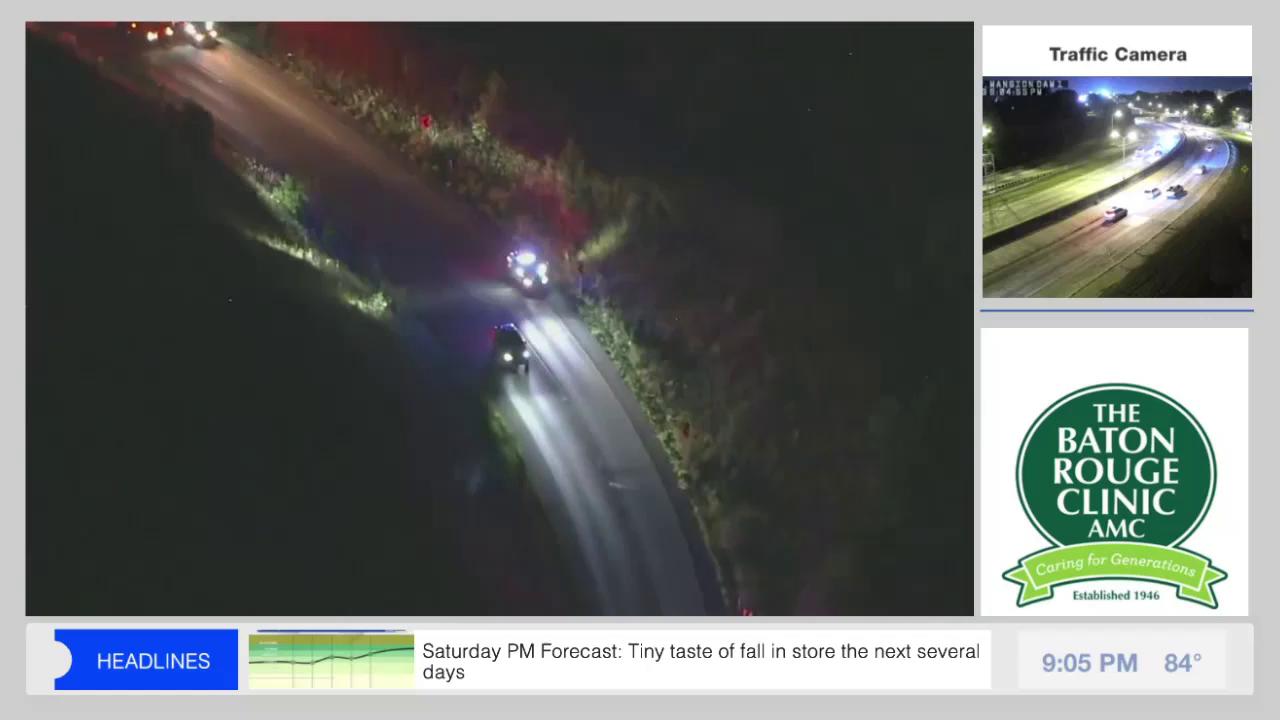 Traffic Camera
THE
BATON
ROUGE
CLINIC
AMC
Caring for Generations
Established 1946
HEADLINES
Saturday PM Forecast: Tiny taste of fall in store the next several
days
9:05 PM 84°